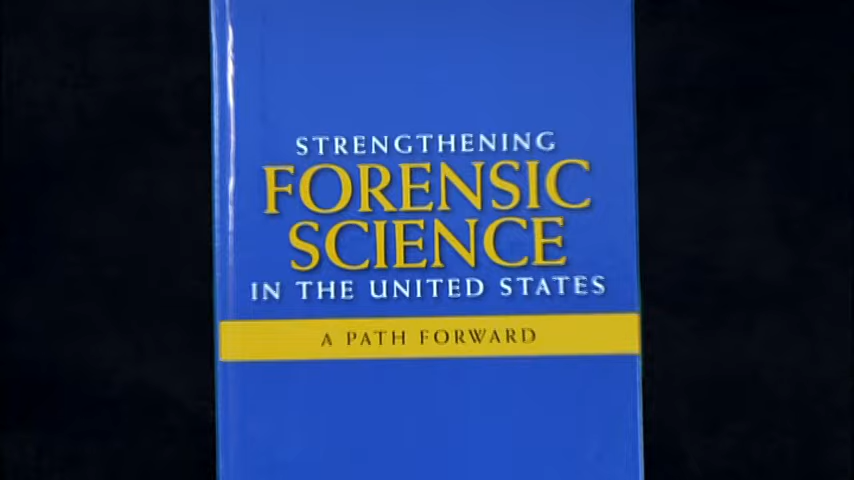 STRENGTHENING
FORENSIC
SCIENCE
IN THE UNITED STATES
A PATH FORWARD